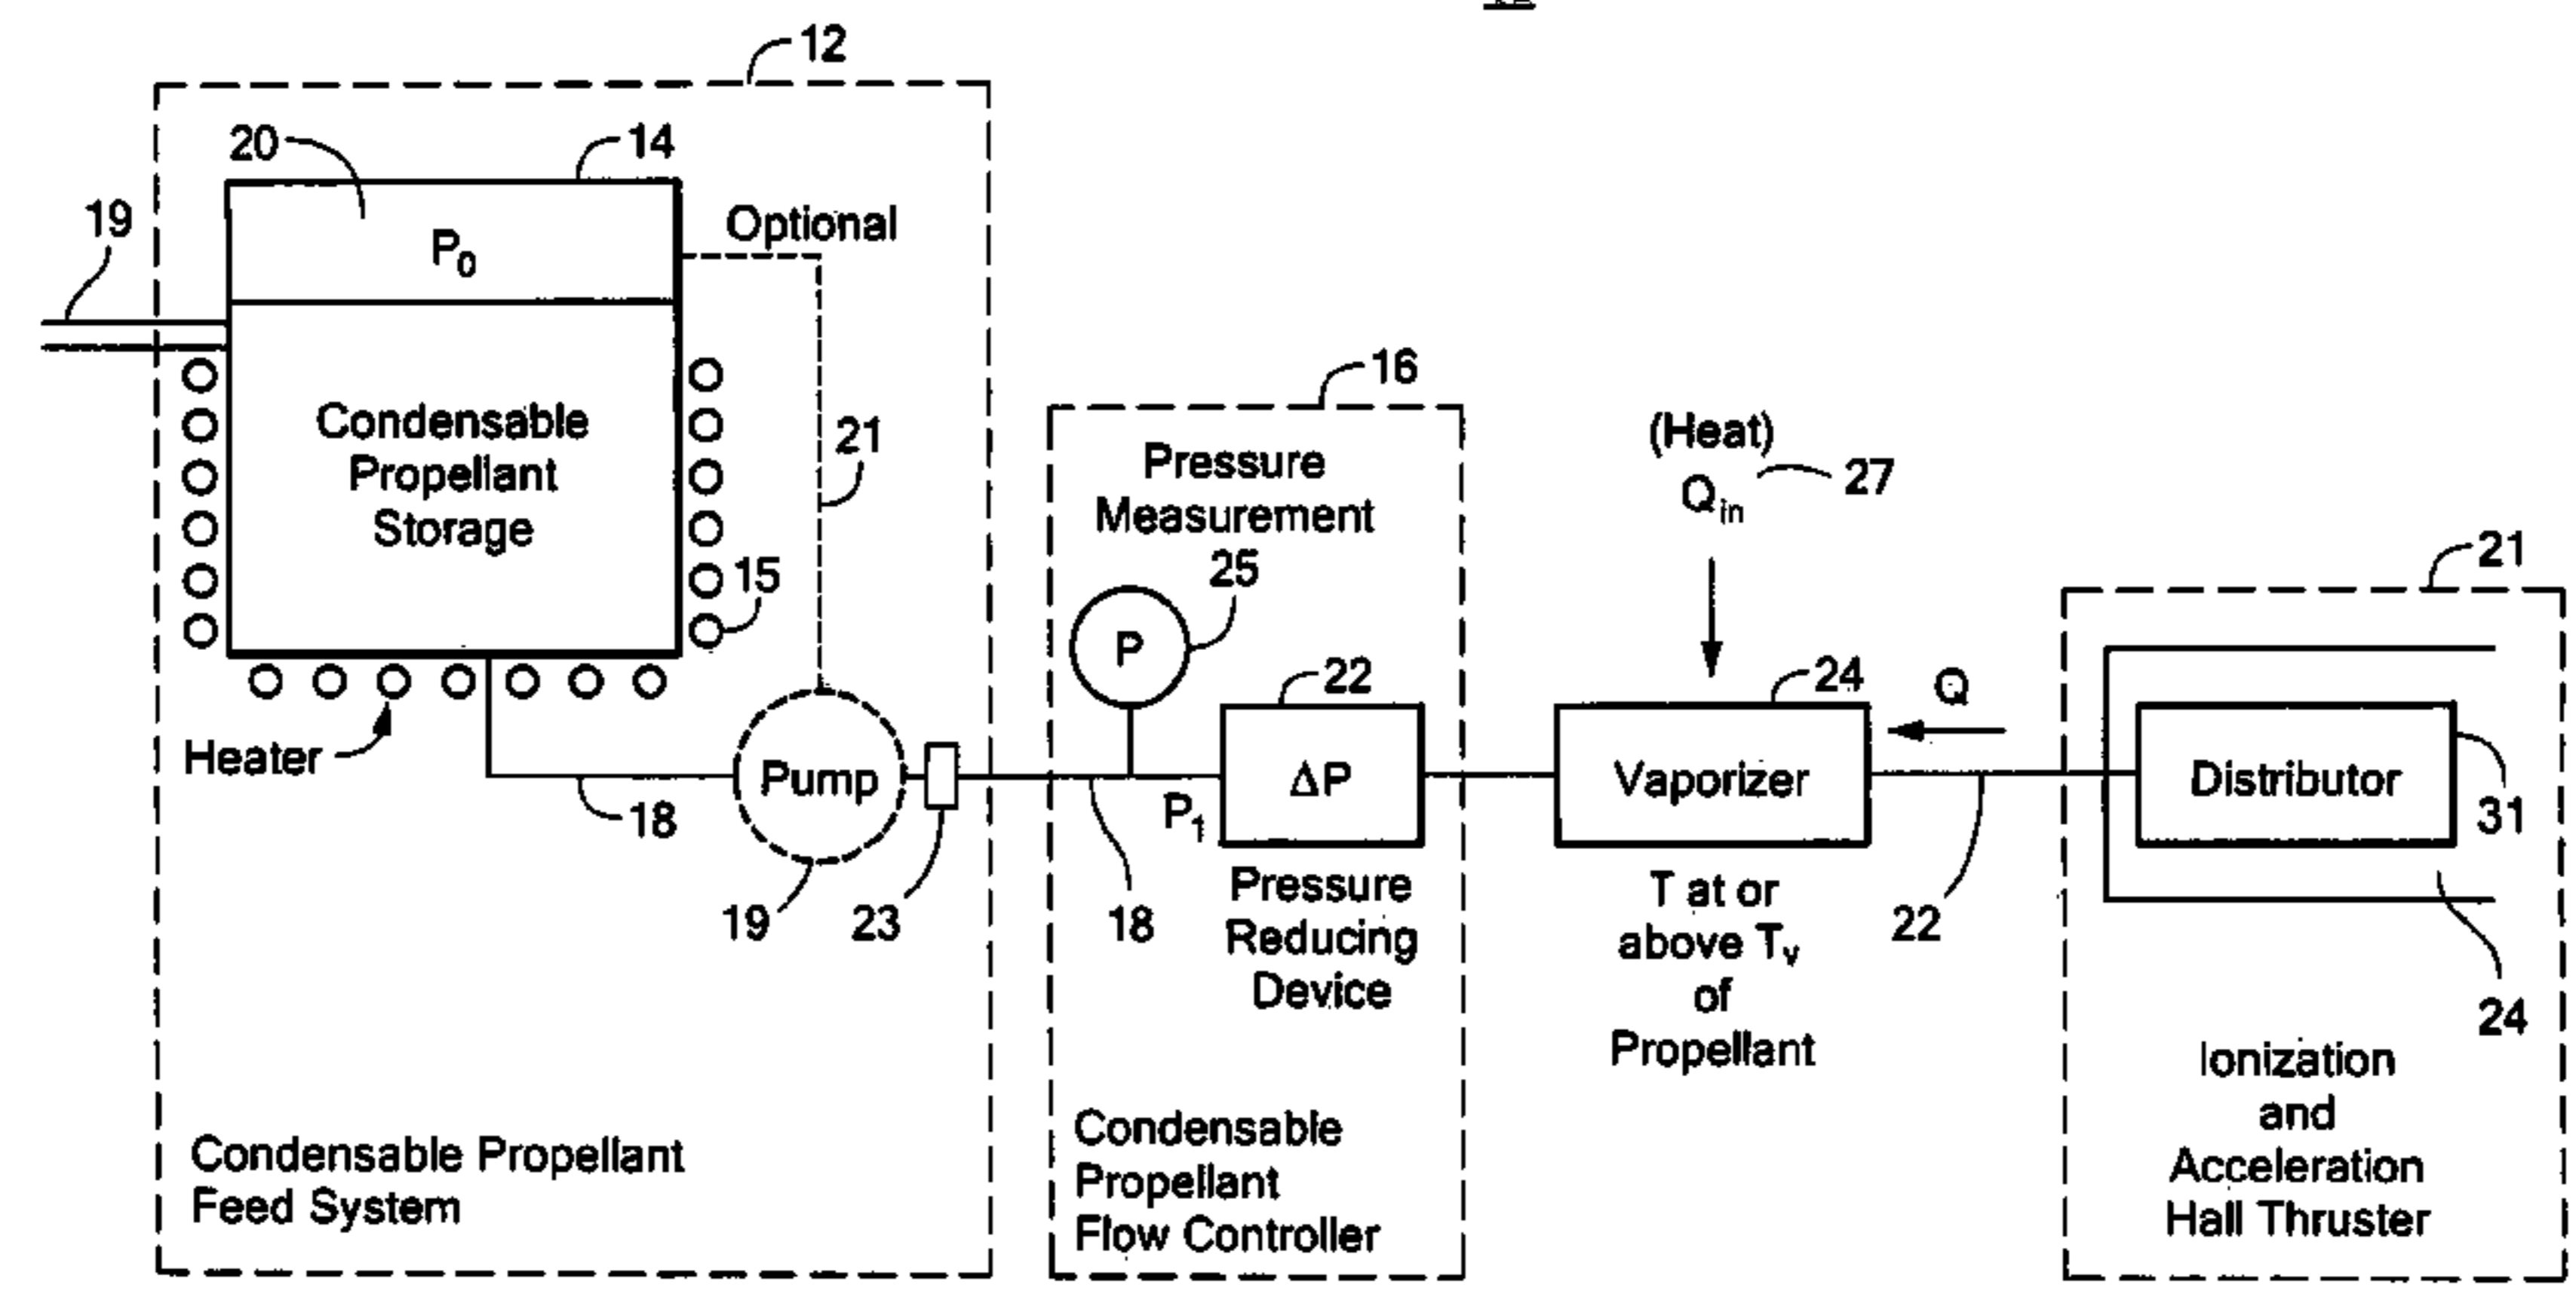 12
20
14
19
Optional
P0
Condensable
Propellant
Storage
21
15
Heater
18
Pump
19
23
Condensable Propellant
Feed System
16
Pressure
Measurement
25
P
22
P1
ΔP
18
Pressure
Reducing
Device
Condensable
Propellant
Flow Controller
(Heat)
Qin
27
24
Vaporizer
Q
T at or
above Tv
of
Propellant
22
21
Distributor
31
24
Ionization
and
Acceleration
Hall Thruster